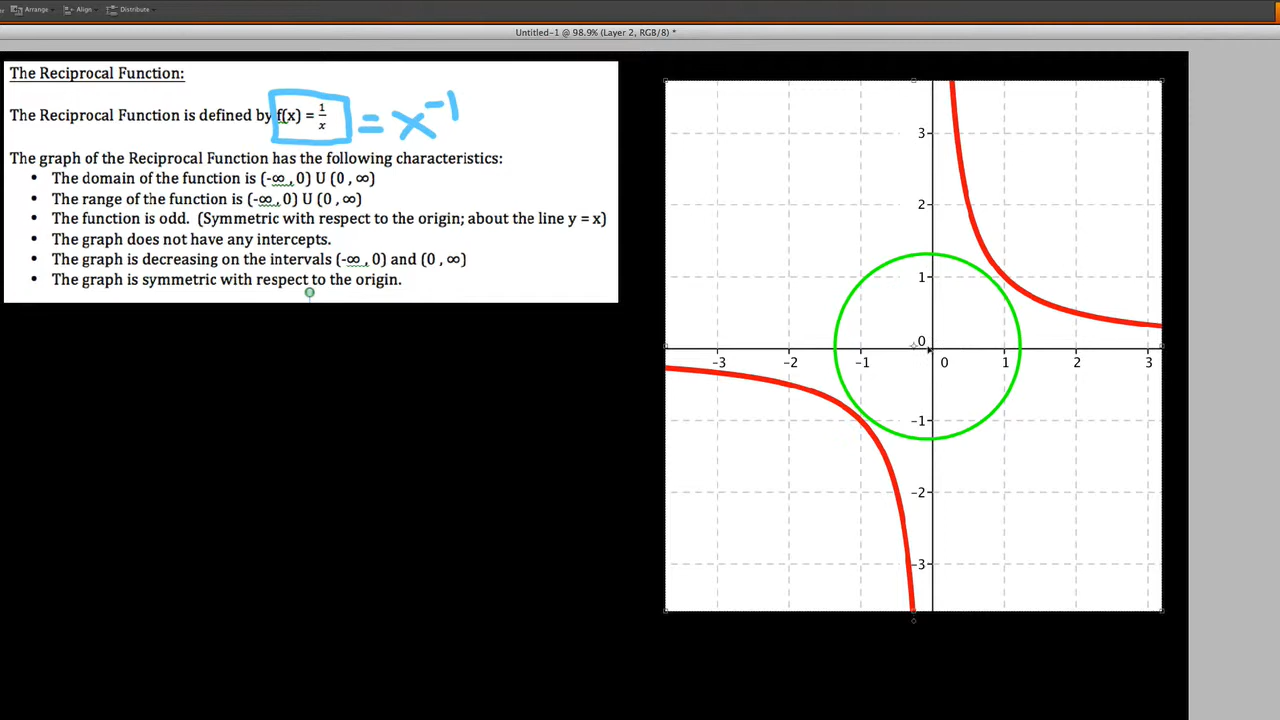 Arrange Align Distribute
Untitled-1 @ 98.9% (Layer 2, RGB/8) *
The Reciprocal Function:
The Reciprocal Function is defined by f(x) = 1/x = x^-1
The graph of the Reciprocal Function has the following characteristics:
• The domain of the function is (-∞ , 0) U (0 , ∞)
• The range of the function is (-∞ , 0) U (0 , ∞)
• The function is odd. (Symmetric with respect to the origin; about the line y = x)
• The graph does not have any intercepts.
• The graph is decreasing on the intervals (-∞ , 0) and (0 , ∞)
• The graph is symmetric with respect to the origin.
3
2
1
0
-3 -2 -1 0 1 2 3
-1
-2
-3